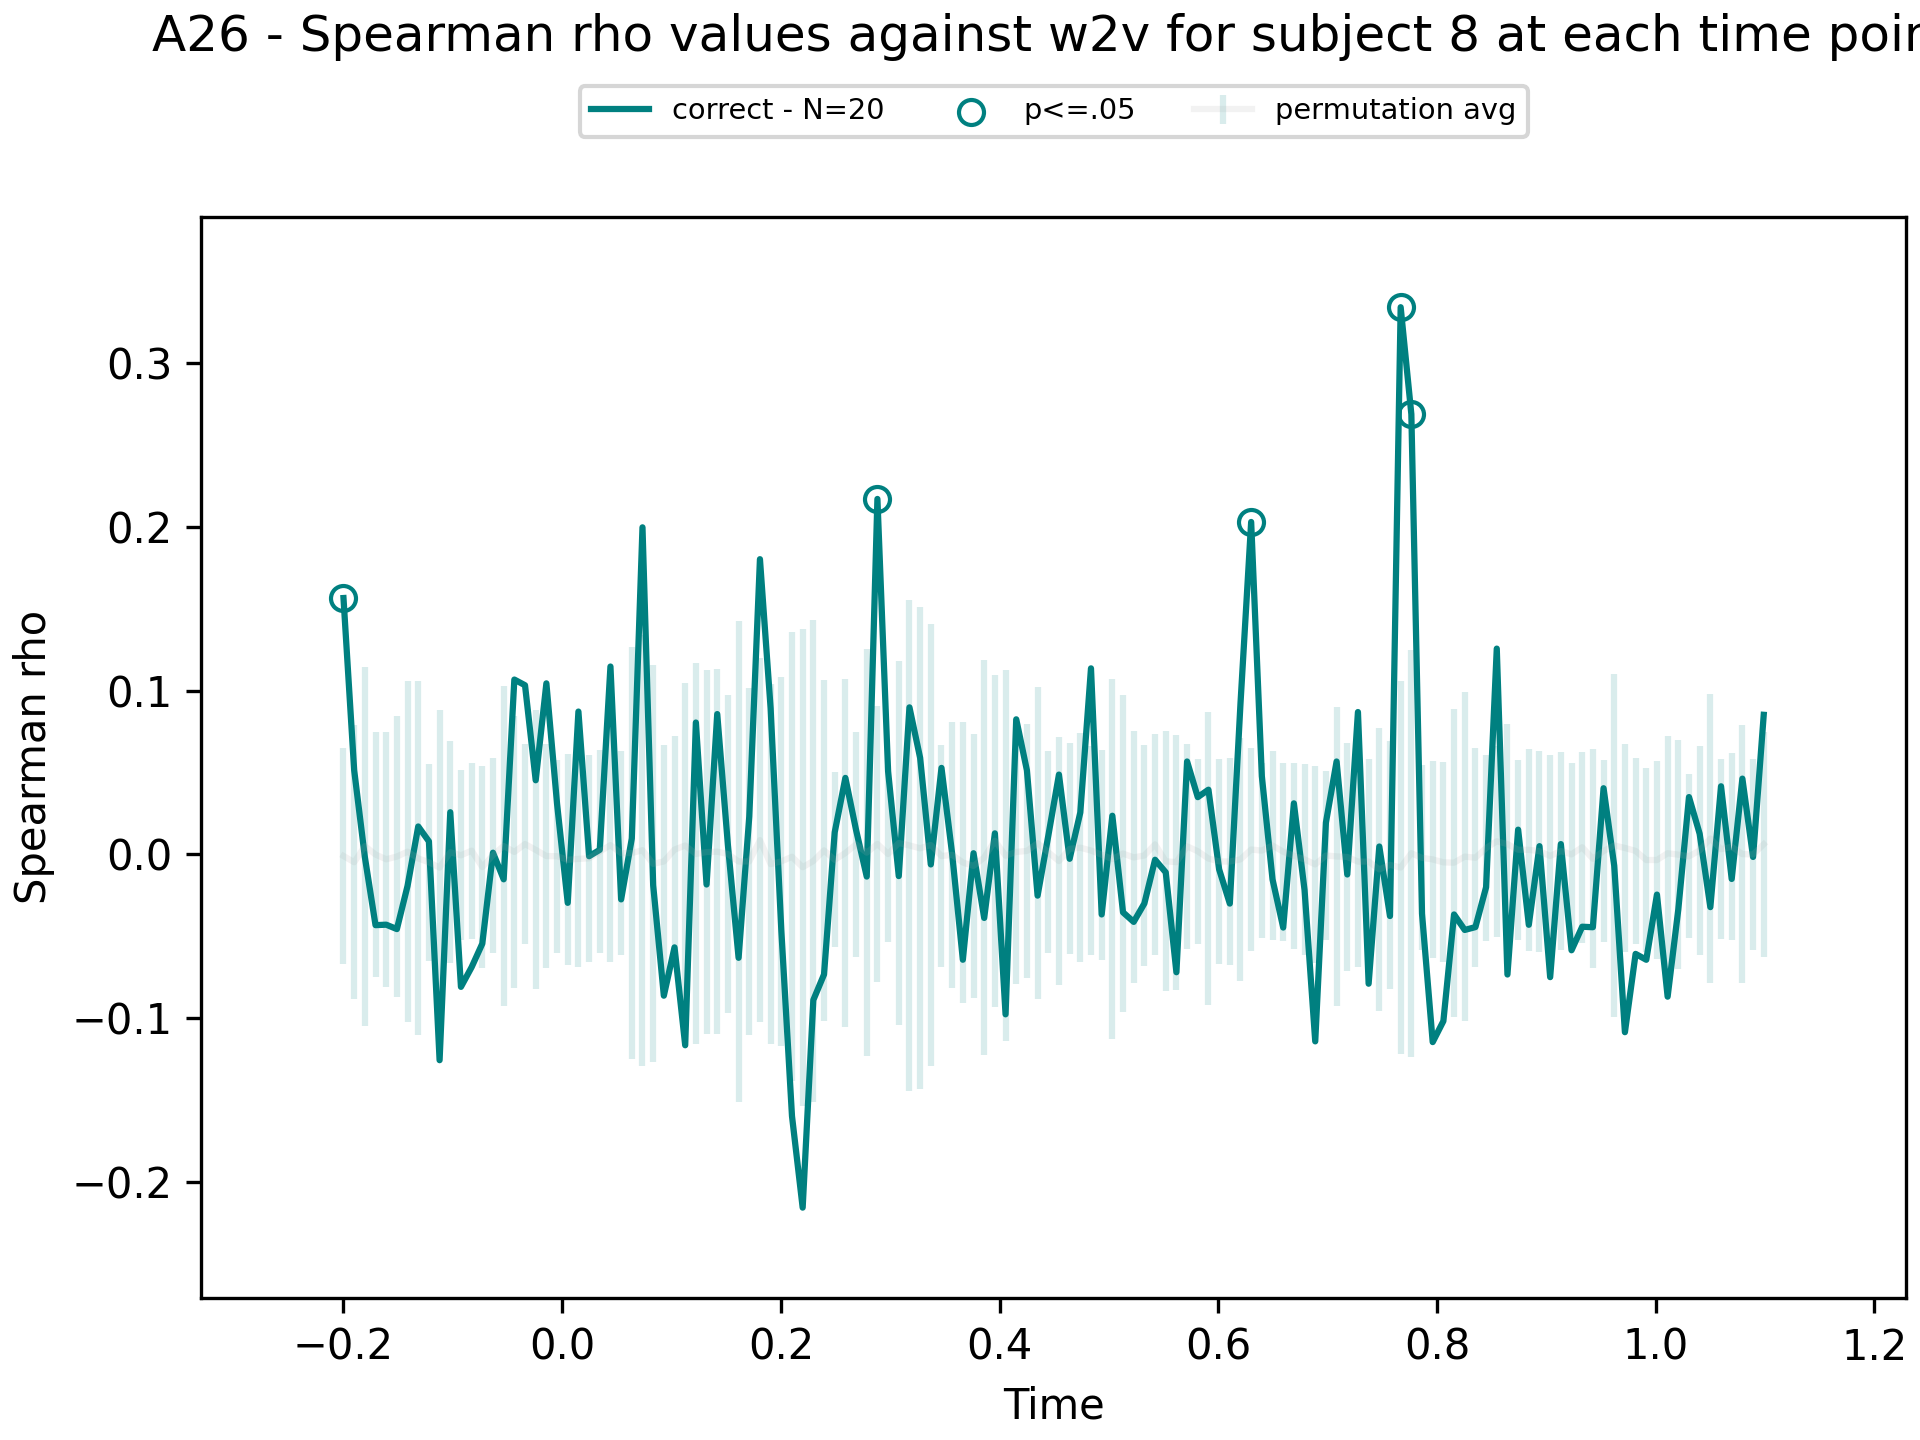 A26 - Spearman rho values against w2v for subject 8 at each time poin
correct - N=20 p<=.05 permutation avg
Spearman rho
0.3
0.2
0.1
0.0
−0.1
−0.2
−0.2 0.0 0.2 0.4 0.6 0.8 1.0 1.2
Time